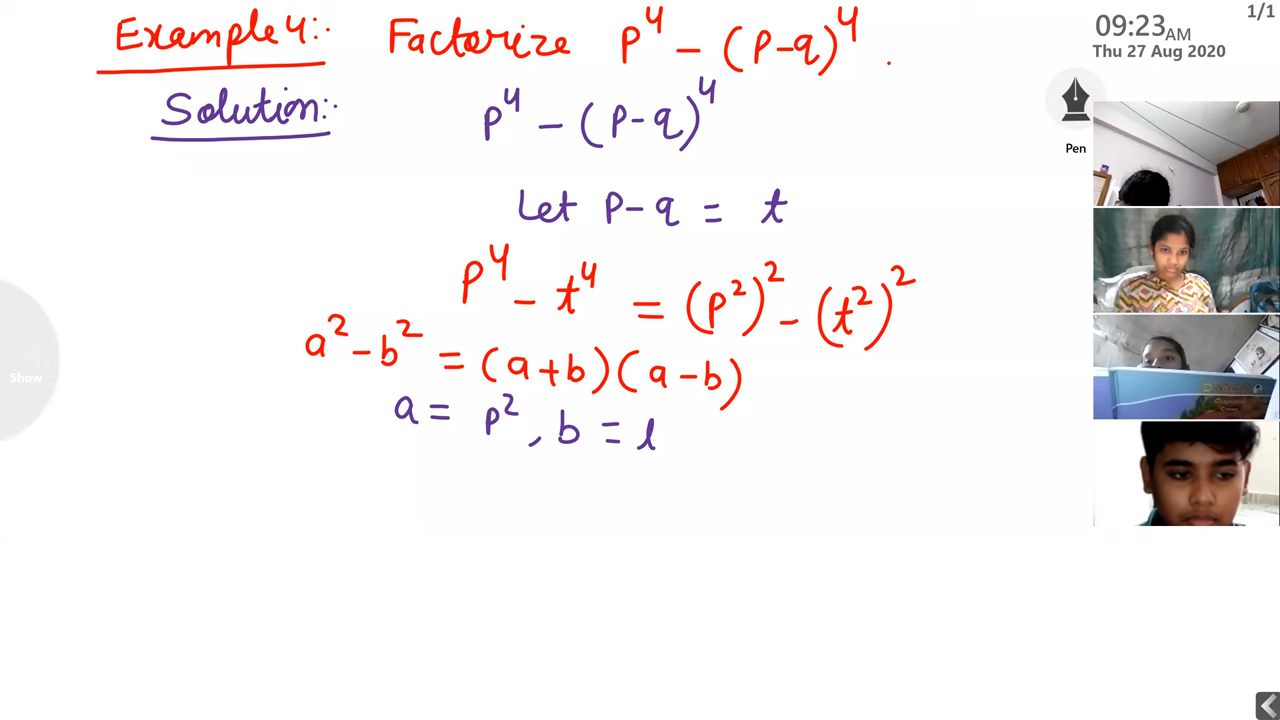 1/1
09:23AM
Thu 27 Aug 2020
Pen
Show
Example 4:. Factorize p⁴ - (p-q)⁴.
Solution:. p⁴ - (p-q)⁴
Let p-q = t
p⁴ - t⁴ = (p²)² - (t²)²
a² - b² = (a+b)(a-b)
a = p², b =